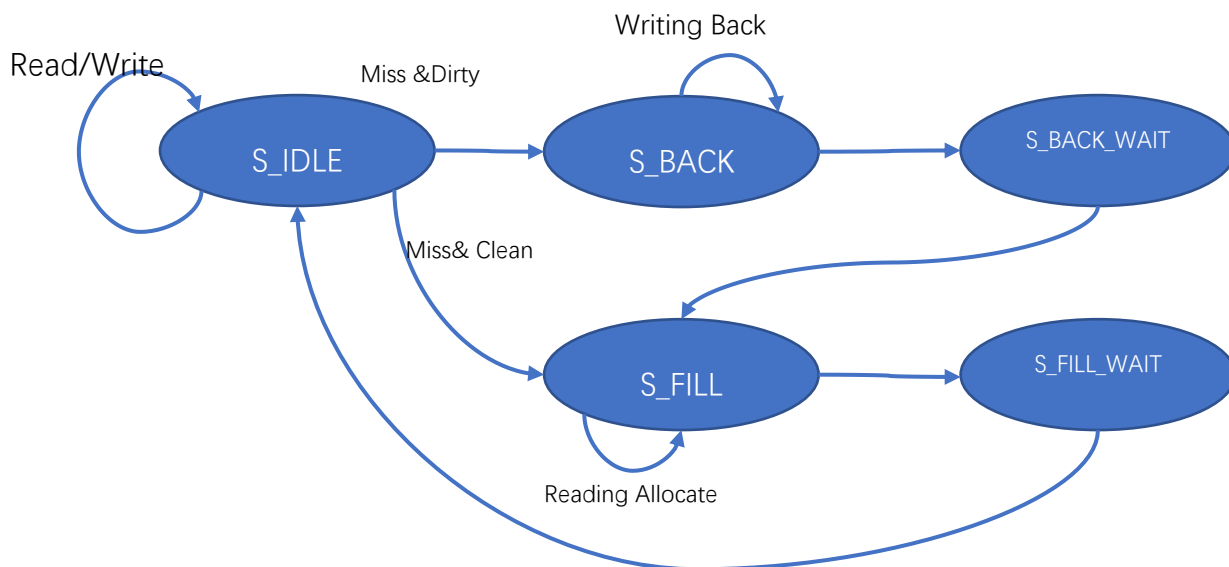 Writing Back
Read/Write
Miss &Dirty
S_IDLE
S_BACK
S_BACK_WAIT
Miss& Clean
S_FILL
S_FILL_WAIT
Reading Allocate